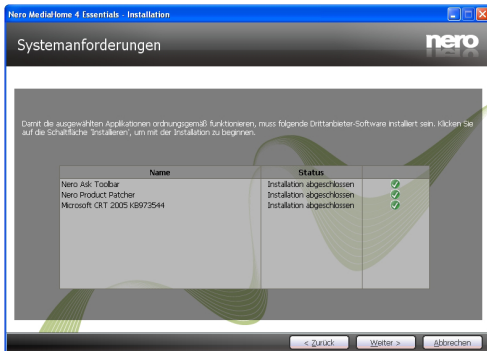 Nero MediaHome 4 Essentials - Installation
Systemanforderungen
nero
Damit die ausgewählten Applikationen ordnungsgemäß funktionieren, muss folgende Drittanbieter-Software installiert sein. Klicken Sie
auf die Schaltfläche 'Installieren', um mit der Installation zu beginnen.
Name Status
Nero Ask Toolbar Installation abgeschlossen
Nero Product Patcher Installation abgeschlossen
Microsoft CRT 2005 KB973544 Installation abgeschlossen
< Zurück Weiter > Abbrechen